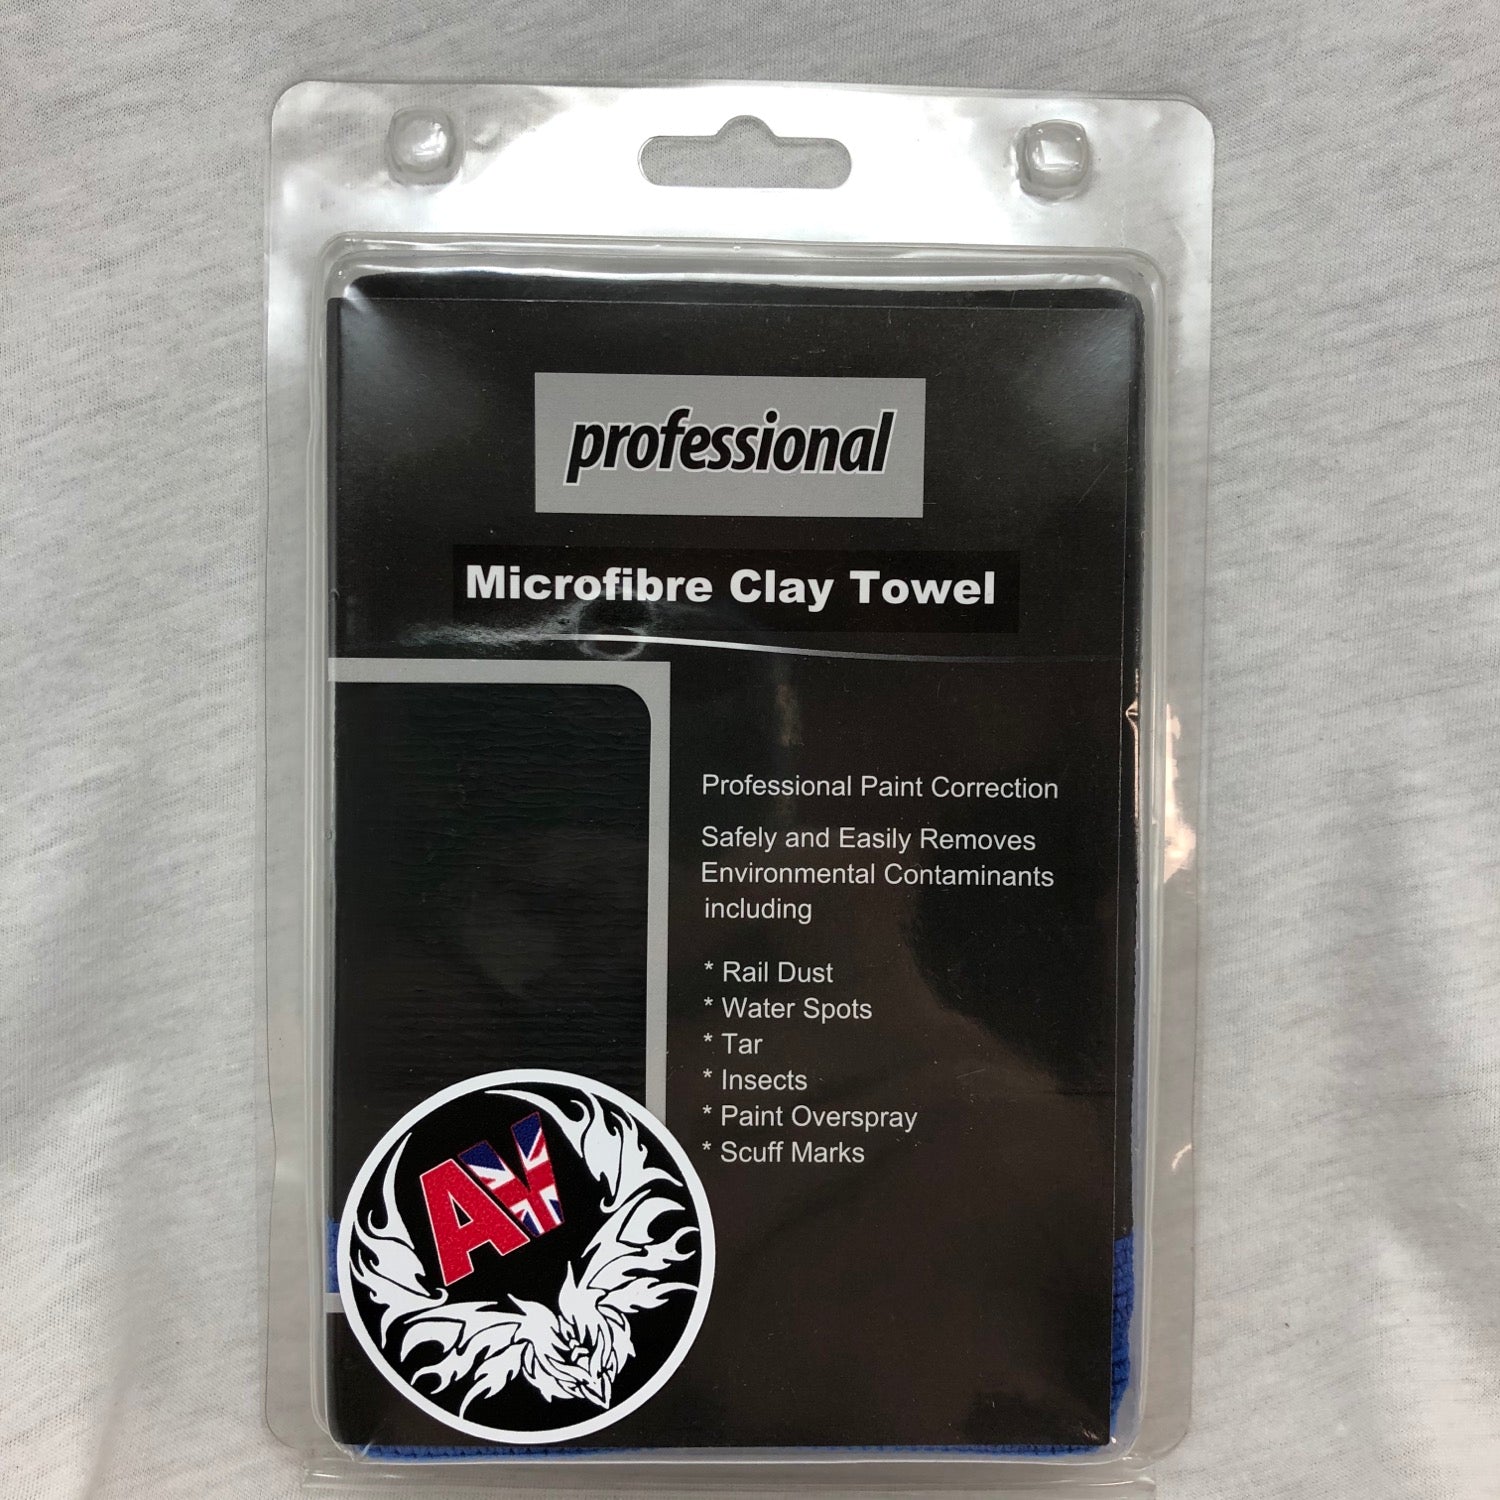 professional
Microfibre Clay Towel
Professional Paint Correction
Safely and Easily Removes
Environmental Contaminants
including
* Rail Dust
* Water Spots
* Tar
* Insects
* Paint Overspray
* Scuff Marks
AV